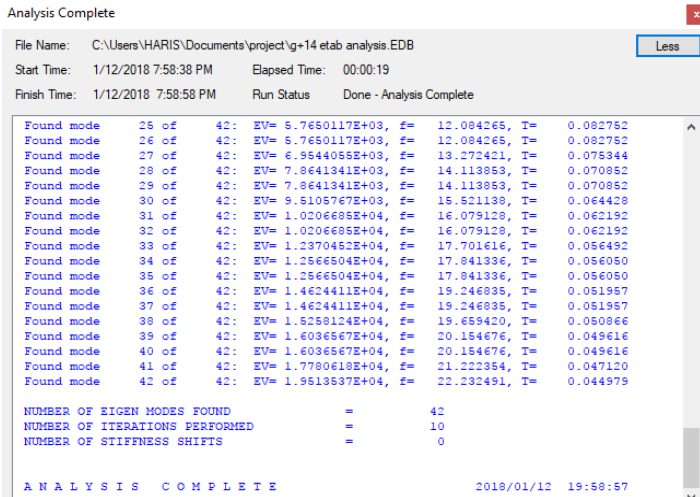 Analysis Complete
File Name: C:\Users\HARIS\Documents\project\g+14 etab analysis.EDB Less
Start Time: 1/12/2018 7:58:38 PM Elapsed Time: 00:00:19
Finish Time: 1/12/2018 7:58:58 PM Run Status Done - Analysis Complete
Found mode 25 of 42: EV= 5.7650117E+03, f= 12.084265, T= 0.082752
Found mode 26 of 42: EV= 5.7650117E+03, f= 12.084265, T= 0.082752
Found mode 27 of 42: EV= 6.9544055E+03, f= 13.272421, T= 0.075344
Found mode 28 of 42: EV= 7.8641341E+03, f= 14.113853, T= 0.070852
Found mode 29 of 42: EV= 7.8641341E+03, f= 14.113853, T= 0.070852
Found mode 30 of 42: EV= 9.5105767E+03, f= 15.521138, T= 0.064428
Found mode 31 of 42: EV= 1.0206685E+04, f= 16.079128, T= 0.062192
Found mode 32 of 42: EV= 1.0206685E+04, f= 16.079128, T= 0.062192
Found mode 33 of 42: EV= 1.2370452E+04, f= 17.701616, T= 0.056492
Found mode 34 of 42: EV= 1.2566504E+04, f= 17.841336, T= 0.056050
Found mode 35 of 42: EV= 1.2566504E+04, f= 17.841336, T= 0.056050
Found mode 36 of 42: EV= 1.4624411E+04, f= 19.246835, T= 0.051957
Found mode 37 of 42: EV= 1.4624411E+04, f= 19.246835, T= 0.051957
Found mode 38 of 42: EV= 1.5258124E+04, f= 19.659420, T= 0.050866
Found mode 39 of 42: EV= 1.6036567E+04, f= 20.154676, T= 0.049616
Found mode 40 of 42: EV= 1.6036567E+04, f= 20.154676, T= 0.049616
Found mode 41 of 42: EV= 1.7780618E+04, f= 21.222354, T= 0.047120
Found mode 42 of 42: EV= 1.9513537E+04, f= 22.232491, T= 0.044979
NUMBER OF EIGEN MODES FOUND = 42
NUMBER OF ITERATIONS PERFORMED = 10
NUMBER OF STIFFNESS SHIFTS = 0
A N A L Y S I S C O M P L E T E 2018/01/12 19:58:57